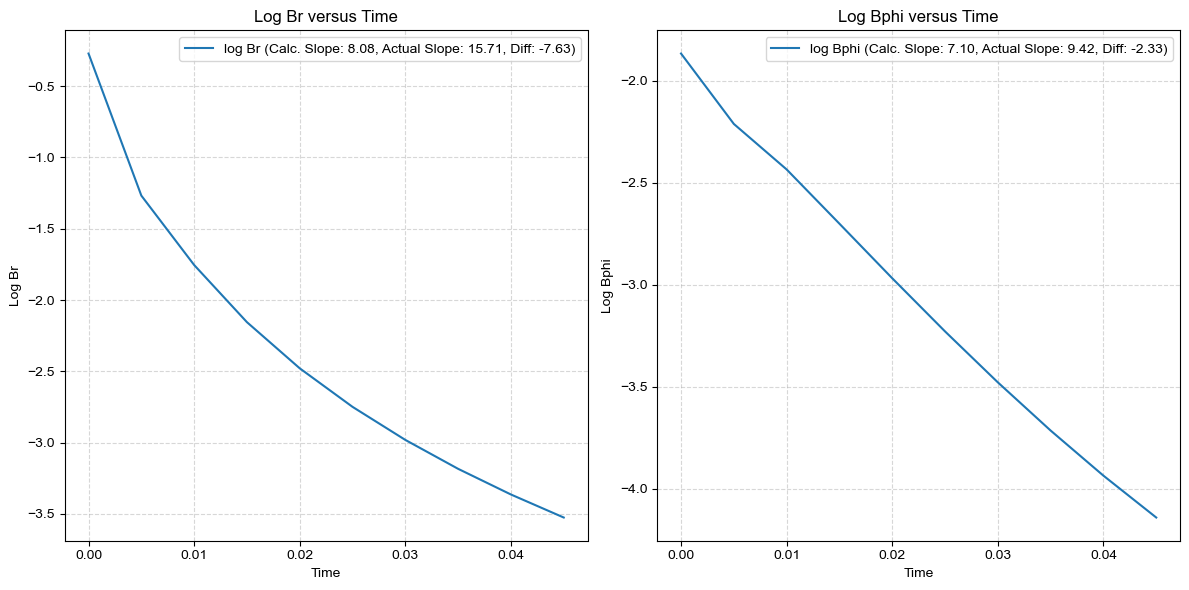 Log Br versus Time
log Br (Calc. Slope: 8.08, Actual Slope: 15.71, Diff: -7.63)
−0.5
−1.0
−1.5
−2.0
−2.5
−3.0
−3.5
Log Br
0.00
0.01
0.02
0.03
0.04
Time
Log Bphi versus Time
log Bphi (Calc. Slope: 7.10, Actual Slope: 9.42, Diff: -2.33)
−2.0
−2.5
−3.0
−3.5
−4.0
Log Bphi
0.00
0.01
0.02
0.03
0.04
Time